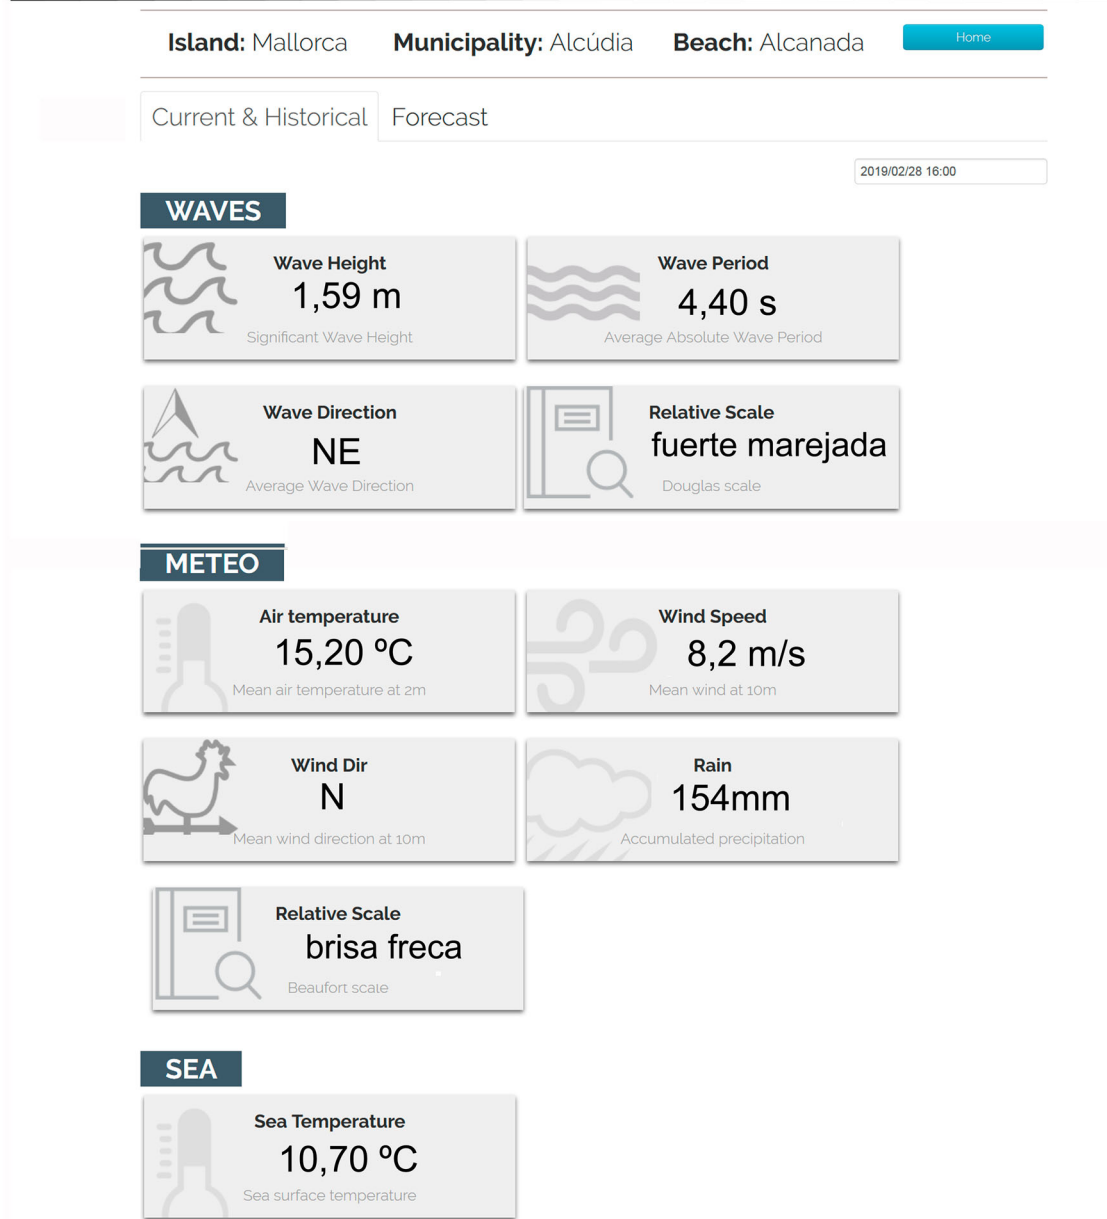 Island: Mallorca Municipality: Alcúdia Beach: Alcanada Home
Current & Historical Forecast
2019/02/28 16:00
WAVES
Wave Height
1,59 m
Significant Wave Height
Wave Period
4,40 s
Average Absolute Wave Period
Wave Direction
NE
Average Wave Direction
Relative Scale
fuerte marejada
Douglas scale
METEO
Air temperature
15,20 ºC
Mean air temperature at 2m
Wind Speed
8,2 m/s
Mean wind at 10m
Wind Dir
N
Mean wind direction at 10m
Rain
154mm
Accumulated precipitation
Relative Scale
brisa freca
Beaufort scale
SEA
Sea Temperature
10,70 ºC
Sea surface temperature